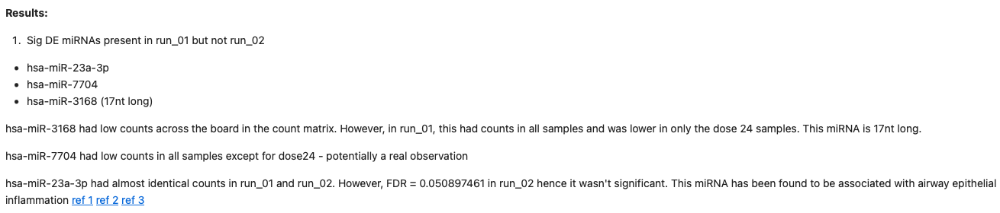 Results:
1. Sig DE miRNAs present in run_01 but not run_02
• hsa-miR-23a-3p
• hsa-miR-7704
• hsa-miR-3168 (17nt long)
hsa-miR-3168 had low counts across the board in the count matrix. However, in run_01, this had counts in all samples and was lower in only the dose 24 samples. This miRNA is 17nt long.
hsa-miR-7704 had low counts in all samples except for dose24 - potentially a real observation
hsa-miR-23a-3p had almost identical counts in run_01 and run_02. However, FDR = 0.050897461 in run_02 hence it wasn't significant. This miRNA has been found to be associated with airway epithelial
inflammation ref 1 ref 2 ref 3